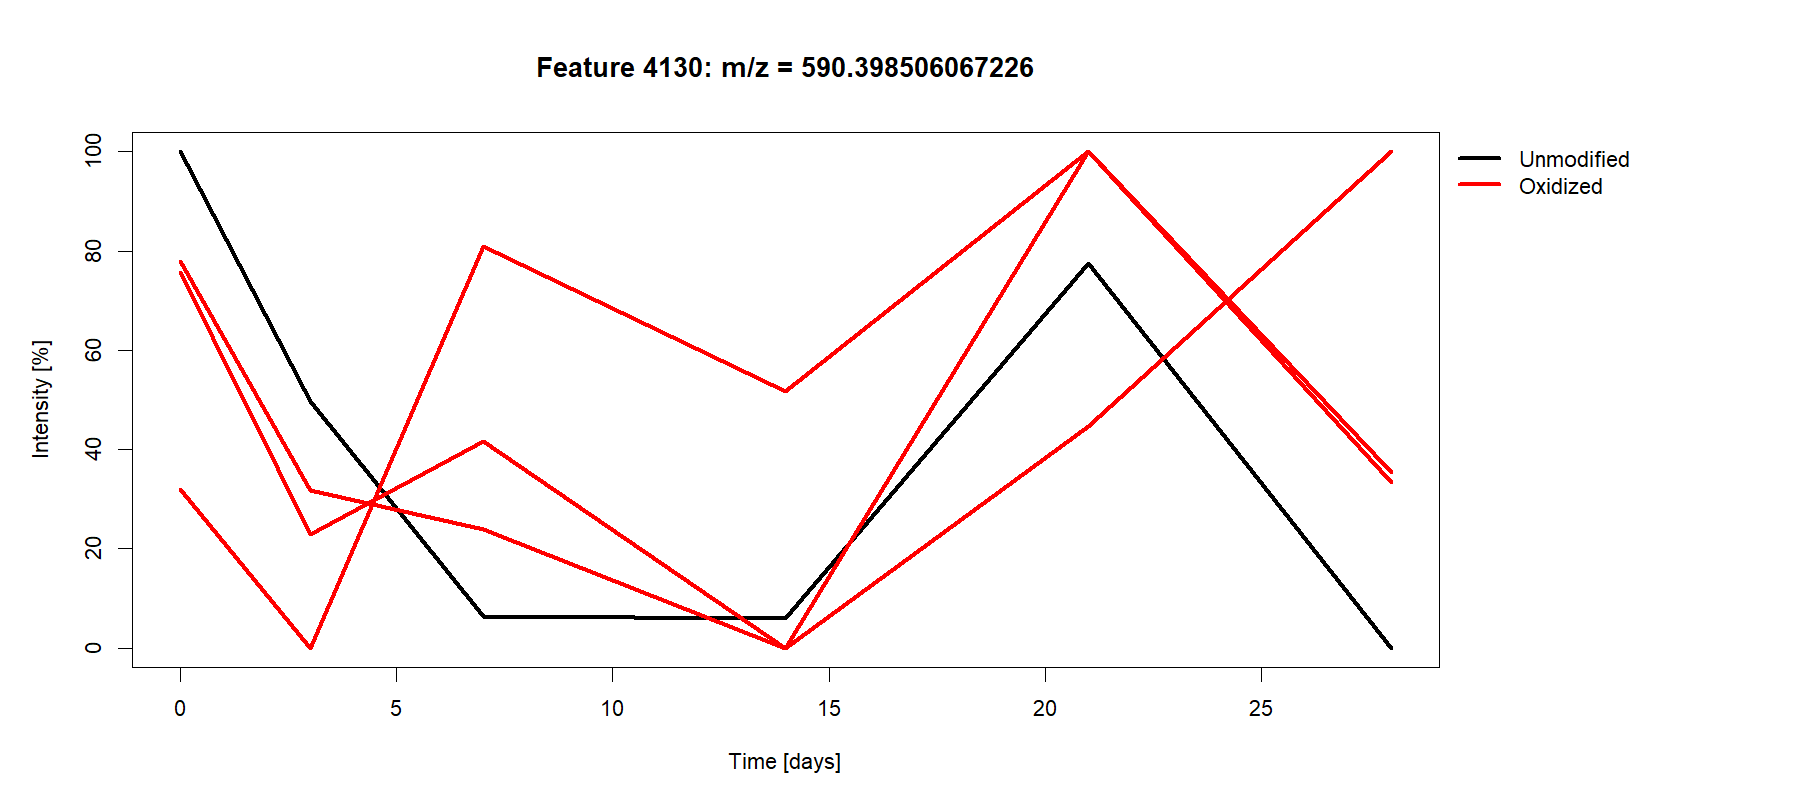 Feature 4130: m/z = 590.398506067226
Unmodified
Oxidized
100
80
60
40
20
0
Intensity [%]
0 5 10 15 20 25
Time [days]